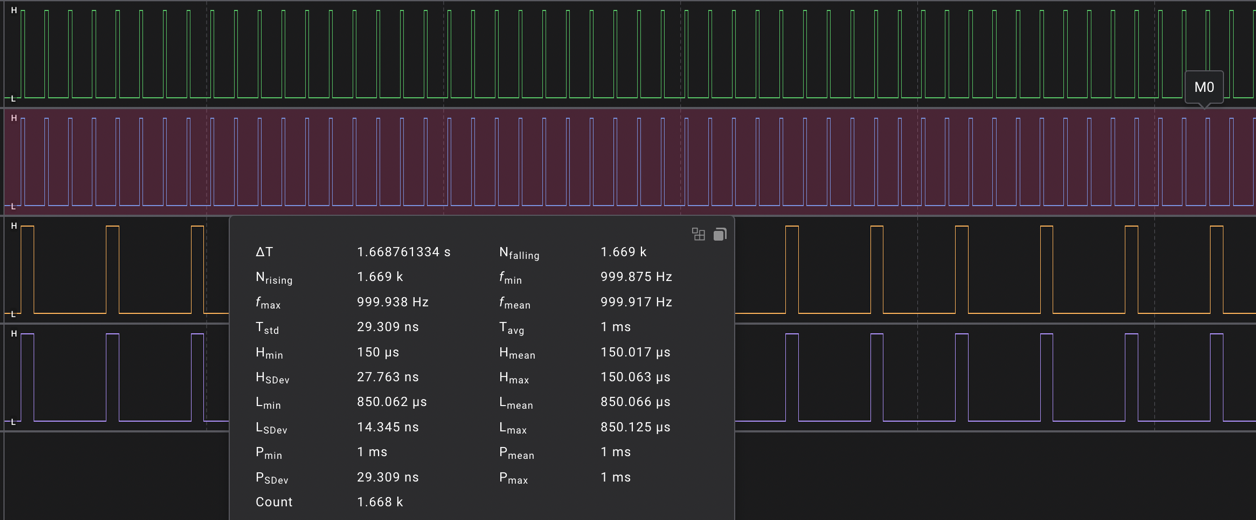 H
L
M0
H
L
H
L
H
L
ΔT 1.668761334 s Nfalling 1.669 k
Nrising 1.669 k fmin 999.875 Hz
fmax 999.938 Hz fmean 999.917 Hz
Tstd 29.309 ns Tavg 1 ms
Hmin 150 μs Hmean 150.017 μs
HSDev 27.763 ns Hmax 150.063 μs
Lmin 850.062 μs Lmean 850.066 μs
LSDev 14.345 ns Lmax 850.125 μs
Pmin 1 ms Pmean 1 ms
PSDev 29.309 ns Pmax 1 ms
Count 1.668 k